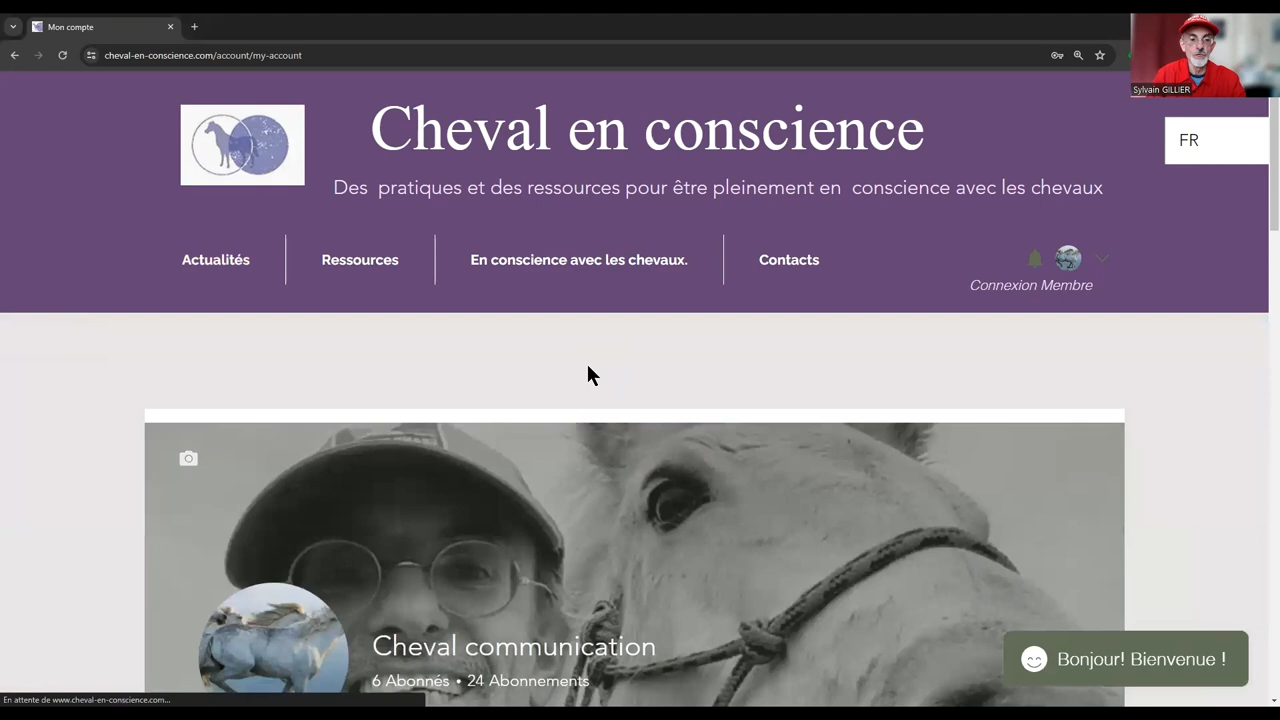 Mon compte
cheval-en-conscience.com/account/my-account
Sylvain GILLIER
Cheval en conscience
FR
Des pratiques et des ressources pour être pleinement en conscience avec les chevaux
Actualités
Ressources
En conscience avec les chevaux.
Contacts
Connexion Membre
Cheval communication
6 Abonnés • 24 Abonnements
Bonjour! Bienvenue !
En attente de www.cheval-en-conscience.com...